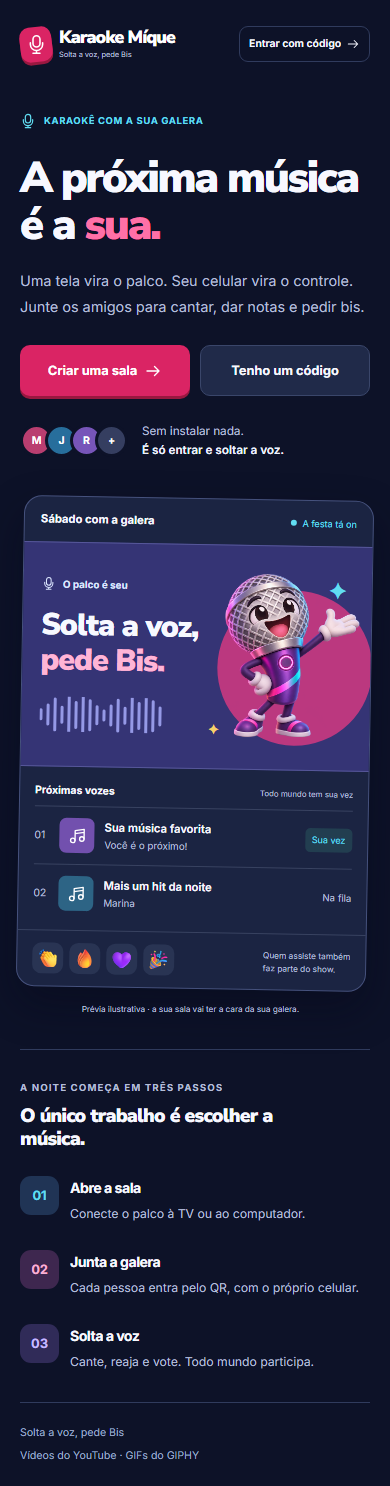 Karaoke Míque
Solta a voz, pede Bis
Entrar com código →
KARAOKÊ COM A SUA GALERA
A próxima música
é a sua.
Uma tela vira o palco. Seu celular vira o controle.
Junte os amigos para cantar, dar notas e pedir bis.
Criar uma sala →
Tenho um código
M J R +
Sem instalar nada.
É só entrar e soltar a voz.
Sábado com a galera
A festa tá on
O palco é seu
Solta a voz,
pede Bis.
Próximas vozes
Todo mundo tem sua vez
01
Sua música favorita
Você é o próximo!
Sua vez
02
Mais um hit da noite
Marina
Na fila
Quem assiste também
faz parte do show.
Prévia ilustrativa · a sua sala vai ter a cara da sua galera.
A NOITE COMEÇA EM TRÊS PASSOS
O único trabalho é escolher a
música.
01
Abre a sala
Conecte o palco à TV ou ao computador.
02
Junta a galera
Cada pessoa entra pelo QR, com o próprio celular.
03
Solta a voz
Cante, reaja e vote. Todo mundo participa.
Solta a voz, pede Bis
Vídeos do YouTube · GIFs do GIPHY